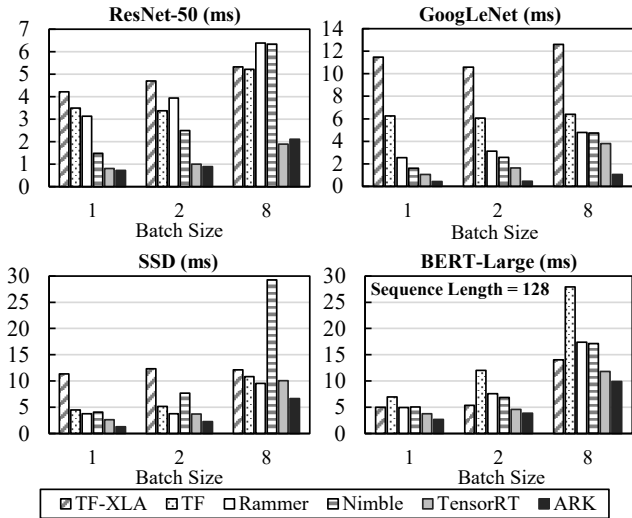 ResNet-50 (ms)
7
6
5
4
3
2
1
0
1 2 8
Batch Size
GoogLeNet (ms)
14
12
10
8
6
4
2
0
1 2 8
Batch Size
SSD (ms)
30
25
20
15
10
5
0
1 2 8
Batch Size
BERT-Large (ms)
Sequence Length = 128
30
25
20
15
10
5
0
1 2 8
Batch Size
TF-XLA TF Rammer Nimble TensorRT ARK